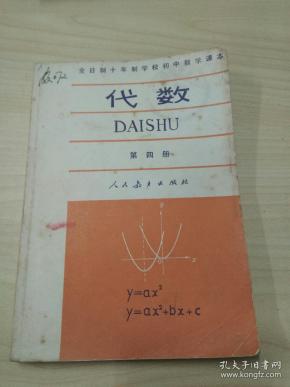 全日制十年制学校初中数学课本
代数
DAISHU
第四册
人民教育出版社
y
x
y=ax²
y=ax²+bx+c
孔夫子旧书网